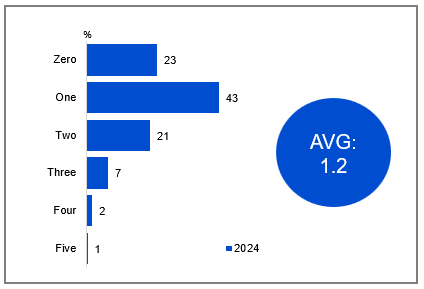 %
Zero 23
One 43
Two 21
Three 7
Four 2
Five 1
AVG:
1.2
2024